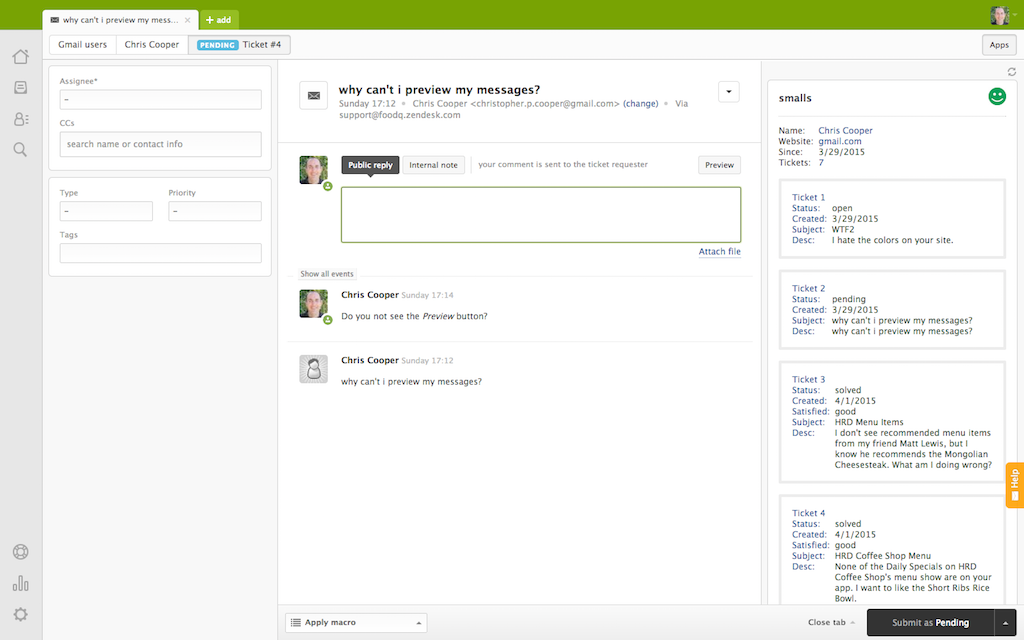 why can't i preview my mess...
× + add
Gmail users
Chris Cooper
PENDING Ticket #4
Apps
Assignee*
–
CCs
search name or contact info
Type
Priority
–
–
Tags
why can't i preview my messages?
Sunday 17:12 • Chris Cooper <christopher.p.cooper@gmail.com> (change) • Via
support@foodq.zendesk.com
Public reply
Internal note
your comment is sent to the ticket requester
Preview
Attach file
Show all events
Chris Cooper Sunday 17:14
Do you not see the Preview button?
Chris Cooper Sunday 17:12
why can't i preview my messages?
smalls
Name: Chris Cooper
Website: gmail.com
Since: 3/29/2015
Tickets: 7
Ticket 1
Status: open
Created: 3/29/2015
Subject: WTF2
Desc: I hate the colors on your site.
Ticket 2
Status: pending
Created: 3/29/2015
Subject: why can't i preview my messages?
Desc: why can't i preview my messages?
Ticket 3
Status: solved
Created: 4/1/2015
Satisfied: good
Subject: HRD Menu Items
Desc: I don't see recommended menu items
from my friend Matt Lewis, but I
know he recommends the Mongolian
Cheesesteak. What am I doing wrong?
Ticket 4
Status: solved
Created: 4/1/2015
Satisfied: good
Subject: HRD Coffee Shop Menu
Desc: None of the Daily Specials on HRD
Coffee Shop's menu show are on your
app. I want to like the Short Ribs Rice
Bowl.
Help
Apply macro
Close tab
Submit as Pending